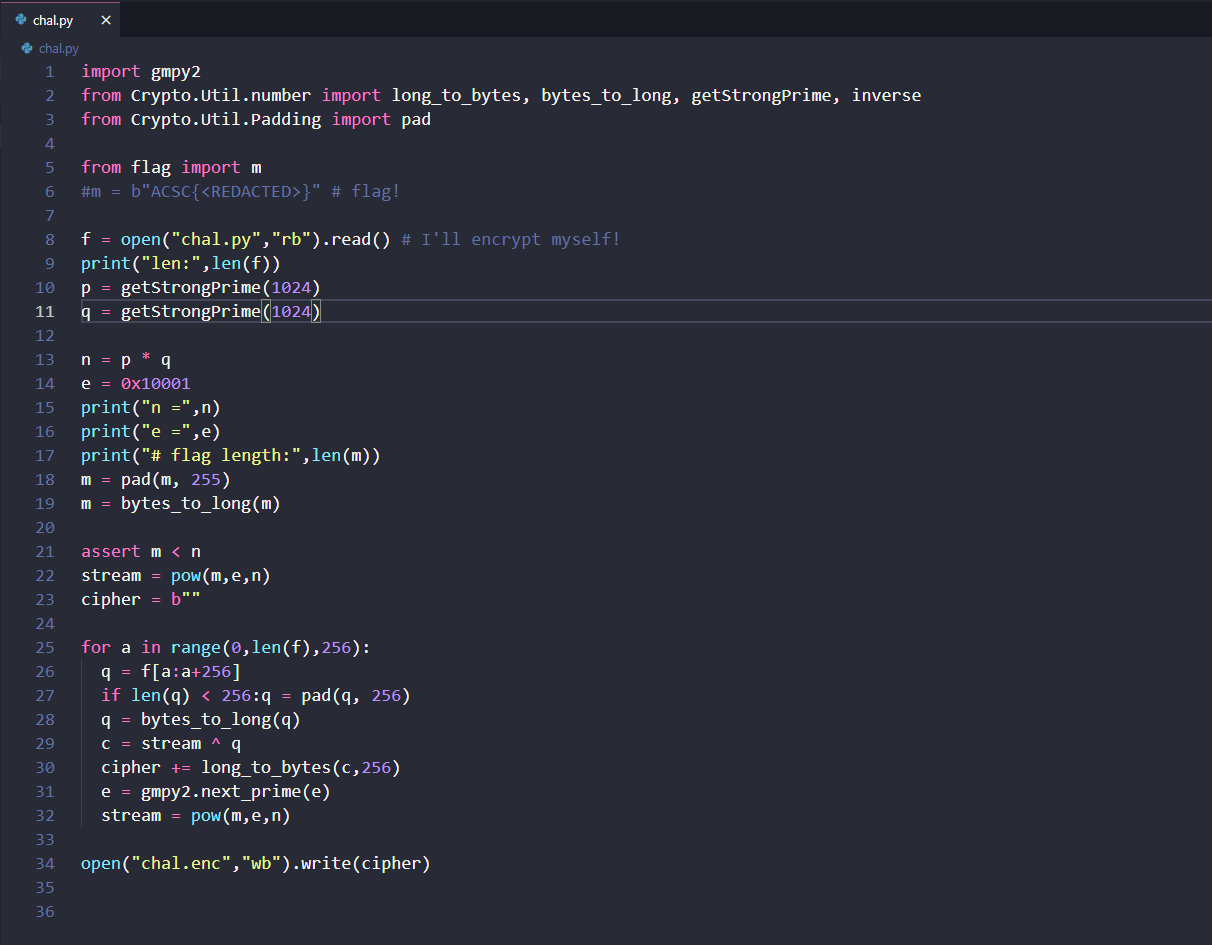 chal.py ×
chal.py
1 import gmpy2
2 from Crypto.Util.number import long_to_bytes, bytes_to_long, getStrongPrime, inverse
3 from Crypto.Util.Padding import pad
4
5 from flag import m
6 #m = b"ACSC{<REDACTED>}" # flag!
7
8 f = open("chal.py","rb").read() # I'll encrypt myself!
9 print("len:",len(f))
10 p = getStrongPrime(1024)
11 q = getStrongPrime(1024)
12
13 n = p * q
14 e = 0x10001
15 print("n =",n)
16 print("e =",e)
17 print("# flag length:",len(m))
18 m = pad(m, 255)
19 m = bytes_to_long(m)
20
21 assert m < n
22 stream = pow(m,e,n)
23 cipher = b""
24
25 for a in range(0,len(f),256):
26   q = f[a:a+256]
27   if len(q) < 256:q = pad(q, 256)
28   q = bytes_to_long(q)
29   c = stream ^ q
30   cipher += long_to_bytes(c,256)
31   e = gmpy2.next_prime(e)
32   stream = pow(m,e,n)
33
34 open("chal.enc","wb").write(cipher)
35
36